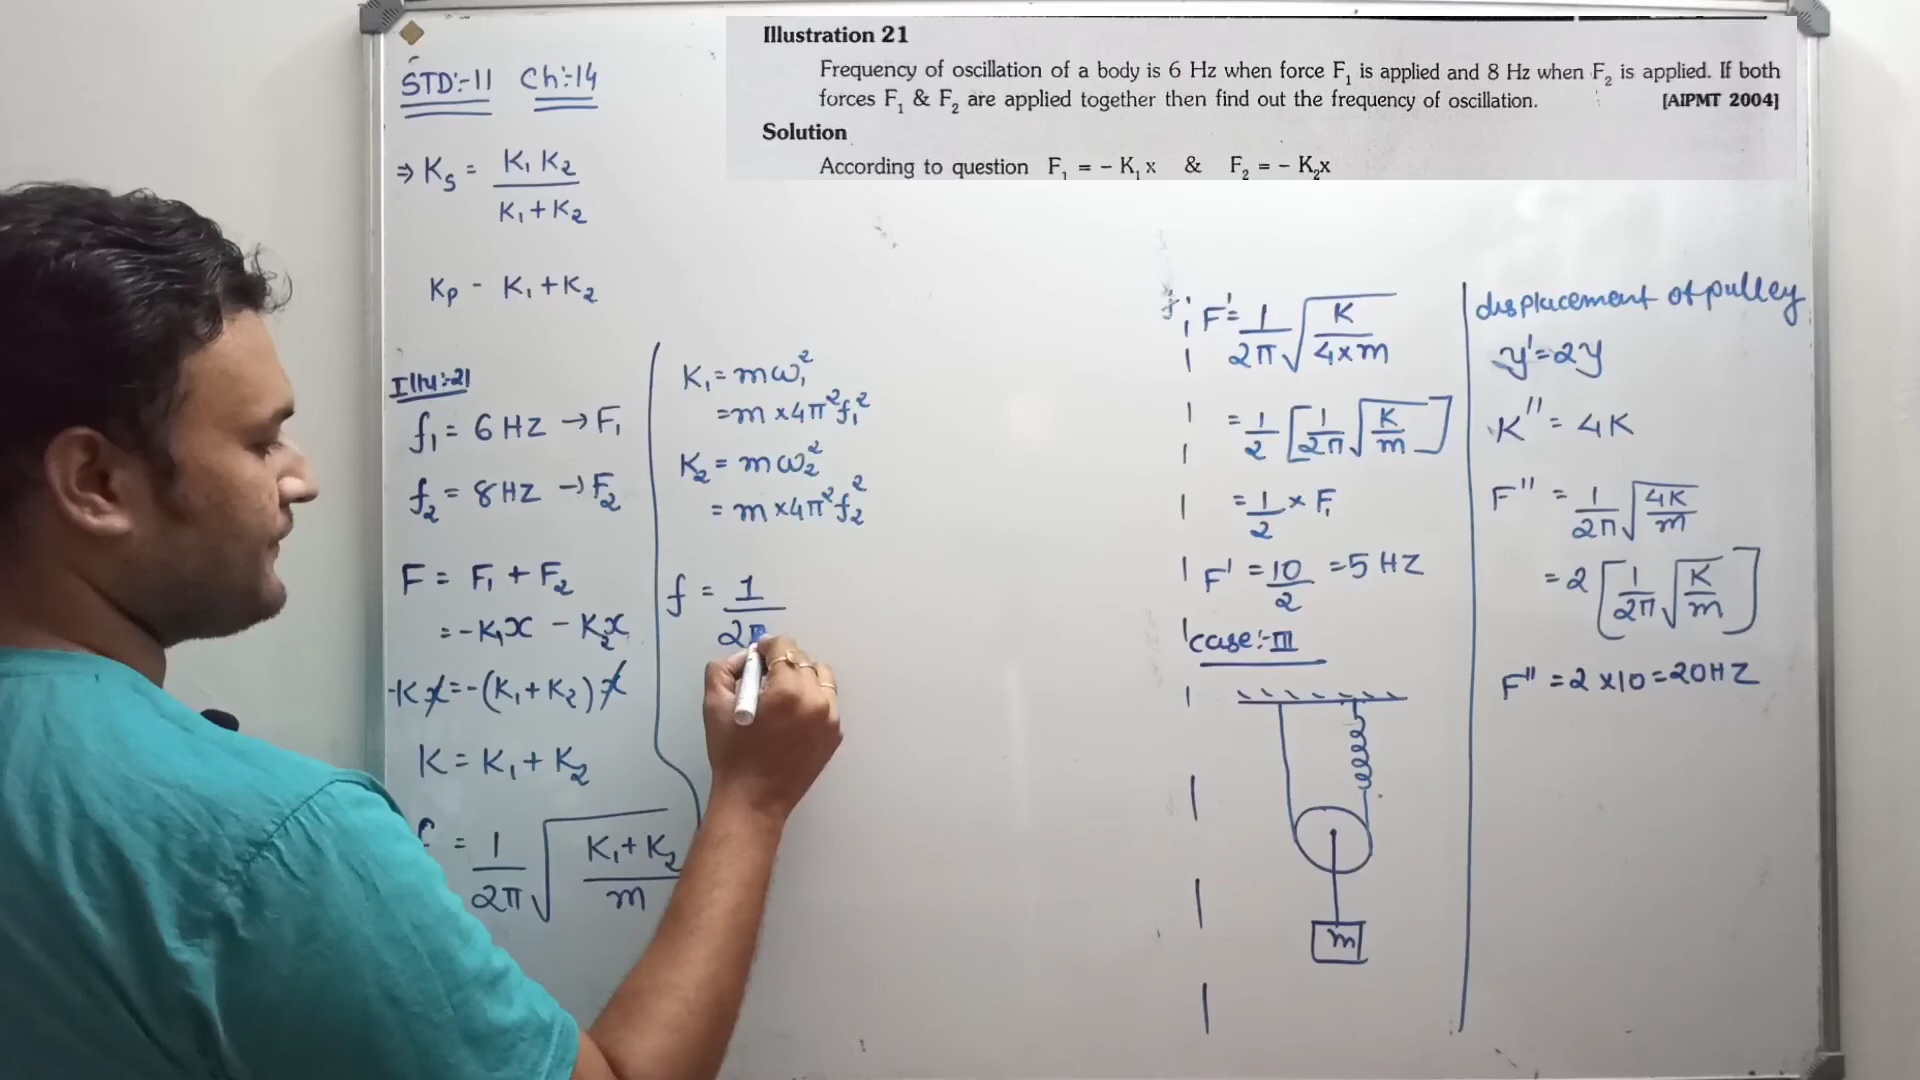 Illustration 21
Frequency of oscillation of a body is 6 Hz when force F₁ is applied and 8 Hz when F₂ is applied. If both
forces F₁ & F₂ are applied together then find out the frequency of oscillation. [AIPMT 2004]
Solution
According to question F₁ = – K₁x & F₂ = – K₂x
STD:-11 Ch:-14
⇒ Ks = K₁K₂ / K₁+K₂
Kp - K₁+K₂
Illu:-21
f₁ = 6 HZ → F₁
f₂ = 8HZ → F₂
F = F₁ + F₂
= -K₁x - K₂x
-Kx = -(K₁+K₂)x
K = K₁ + K₂
= 1/2π √(K₁+K₂ / m)
K₁ = mω₁²
= m×4π²f₁²
K₂ = mω₂²
= m×4π²f₂²
f = 1/2π
F' = 1/2π √(K / 4×m)
= 1/2 [1/2π √(K/m)]
= 1/2 × F₁
F' = 10/2 = 5 HZ
case:-III
m
displacement of pulley
y' = 2y
K'' = 4K
F'' = 1/2π √(4K/m)
= 2 [1/2π √(K/m)]
F'' = 2×10 = 20HZ